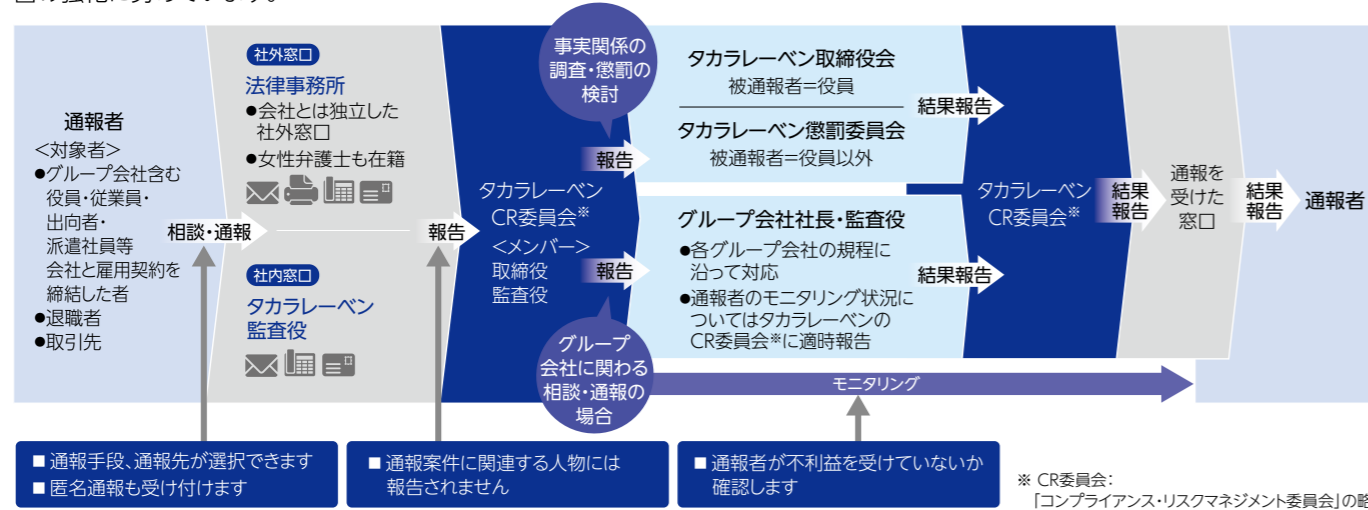 通報者
<対象者>
●グループ会社含む
役員・従業員・
出向者・
派遣社員等
会社と雇用契約を
締結した者
●退職者
●取引先
相談・通報
社外窓口
法律事務所
●会社とは独立した
社外窓口
●女性弁護士も在籍
社内窓口
タカラレーベン
監査役
報告
タカラレーベン
CR委員会※
<メンバー>
取締役
監査役
事実関係の
調査・懲罰の
検討
報告
グループ
会社に関わる
相談・通報の
場合
報告
タカラレーベン取締役会
被通報者=役員
タカラレーベン懲罰委員会
被通報者=役員以外
結果報告
グループ会社社長・監査役
●各グループ会社の規程に
沿って対応
●通報者のモニタリング状況に
ついてはタカラレーベンの
CR委員会※に適時報告
結果報告
モニタリング
タカラレーベン
CR委員会※
結果
報告
通報を
受けた
窓口
結果
報告
通報者
■ 通報手段、通報先が選択できます
■ 匿名通報も受け付けます
■ 通報案件に関連する人物には
報告されません
■ 通報者が不利益を受けていないか
確認します
※ CR委員会:
「コンプライアンス・リスクマネジメント委員会」の略